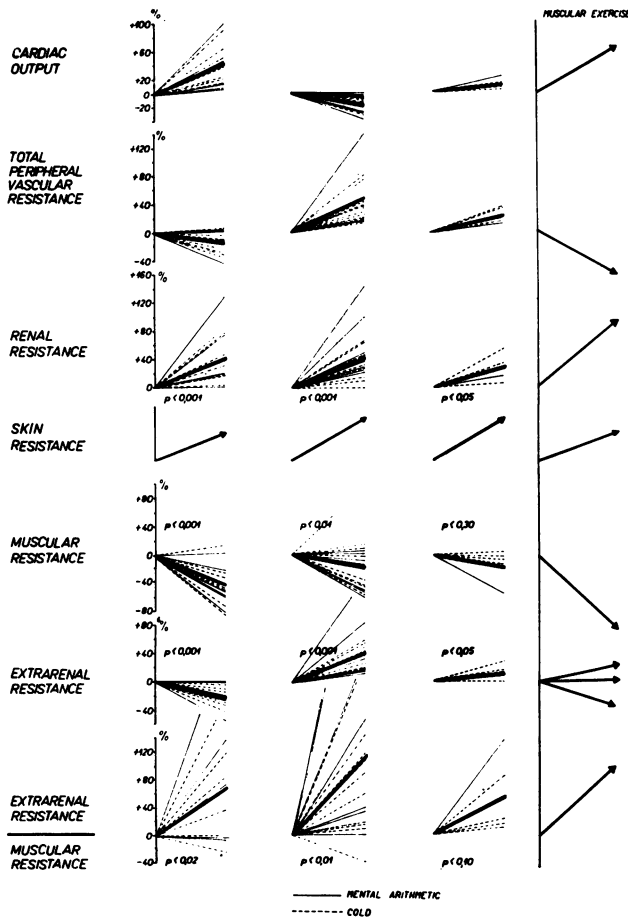 MUSCULAR EXERCISE
%
+100
CARDIAC
OUTPUT
+60
+20
0
-20
%
+120
TOTAL
PERIPHERAL
VASCULAR
RESISTANCE
+80
+40
0
-40
+160 %
+120
RENAL
RESISTANCE
+80
+40
0
p<0,001 p<0,001 p<0,05
SKIN
RESISTANCE
%
+80
p<0,001 p<0,01 p<0,30
MUSCULAR
RESISTANCE
0
-40
-80
%
+80
p<0,001 p<0,001 p<0,05
+40
EXTRARENAL
RESISTANCE
0
-40
%
+120
+80
EXTRARENAL
RESISTANCE
+40
0
MUSCULAR
RESISTANCE
-40
p<0,02 p<0,01 p<0,10
MENTAL ARITHMETIC
COLD